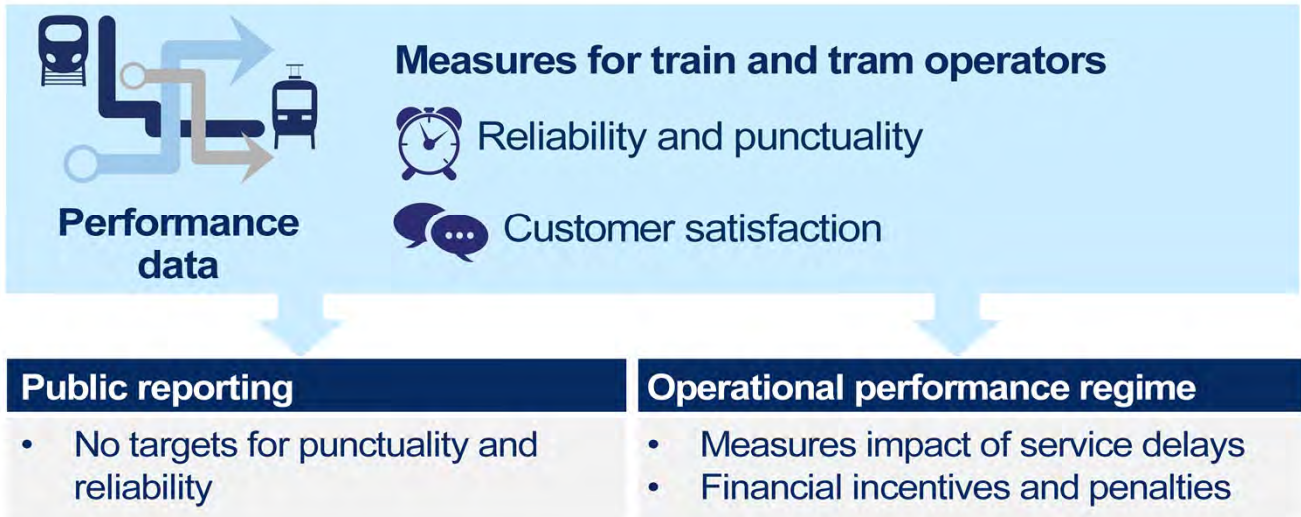 Measures for train and tram operators
Reliability and punctuality
Customer satisfaction
Performance
data
Public reporting
• No targets for punctuality and
reliability
Operational performance regime
• Measures impact of service delays
• Financial incentives and penalties